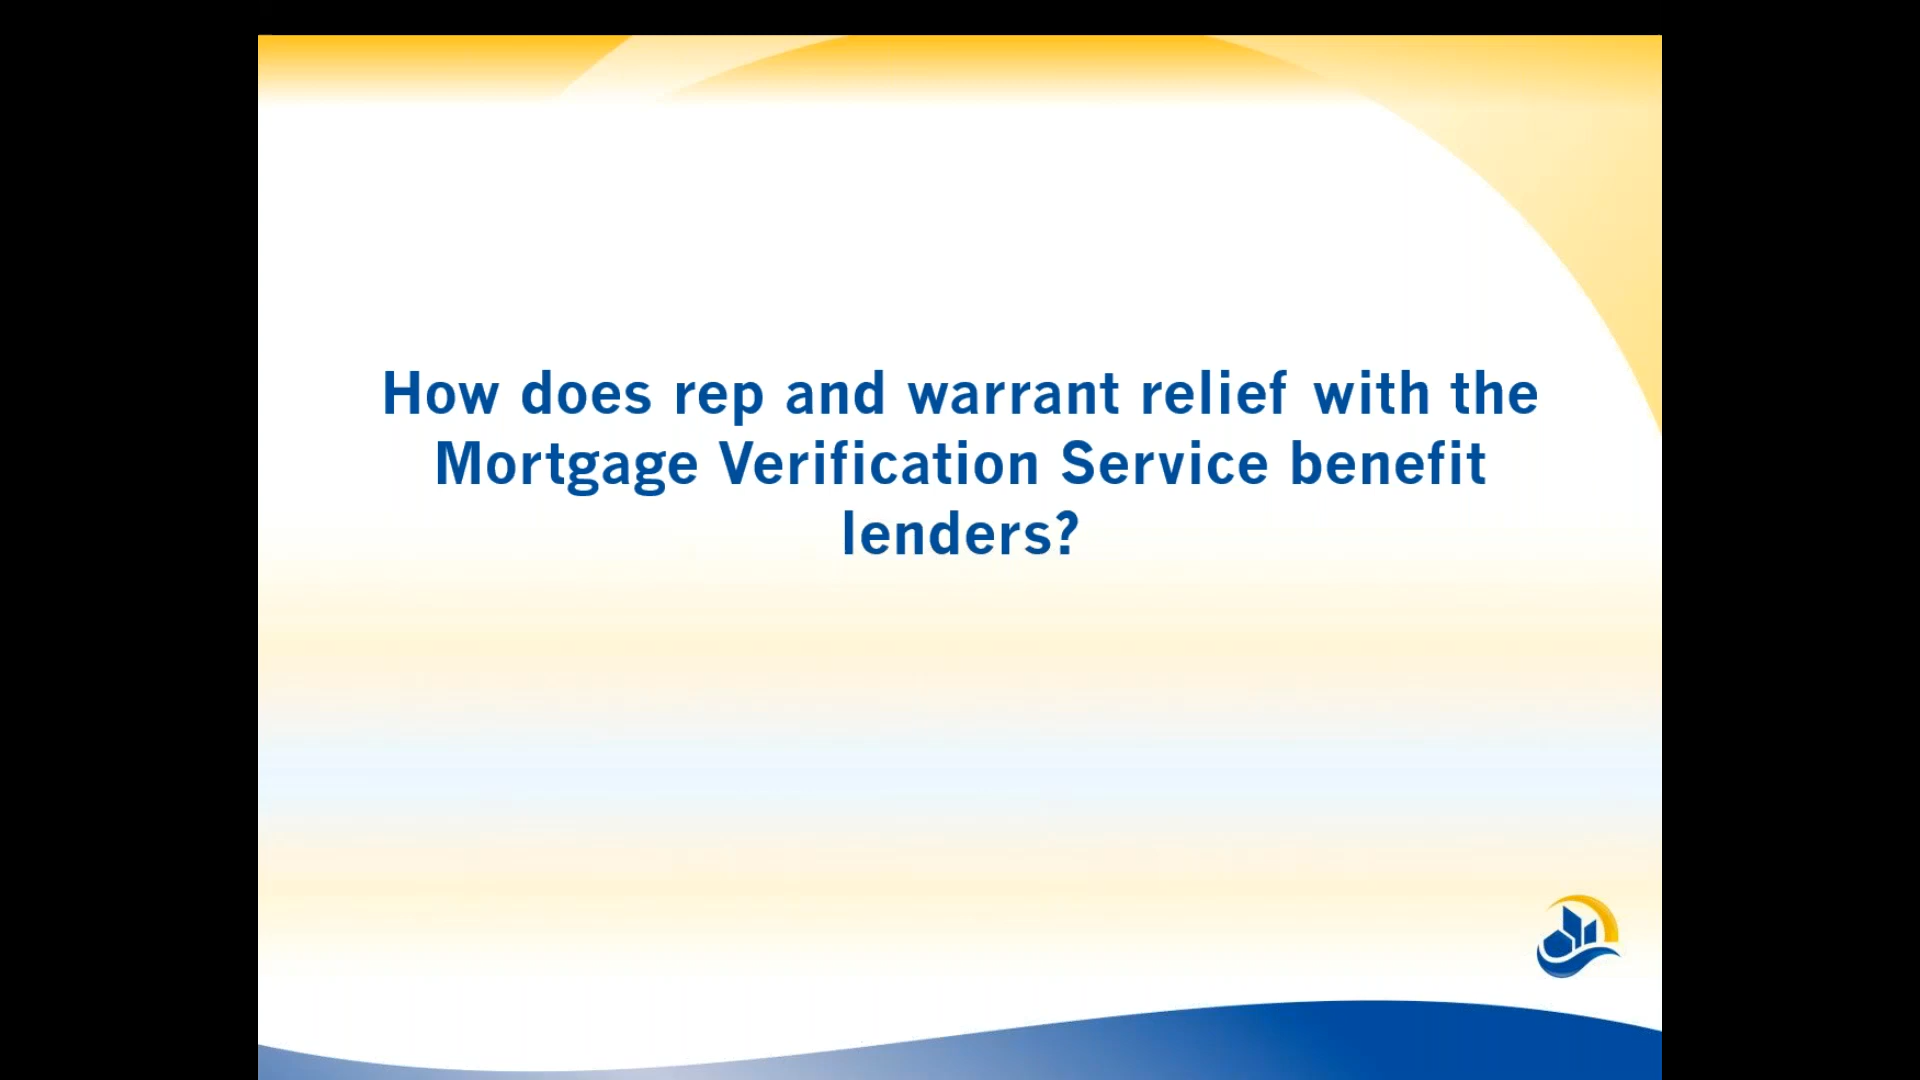 How does rep and warrant relief with the
Mortgage Verification Service benefit
lenders?